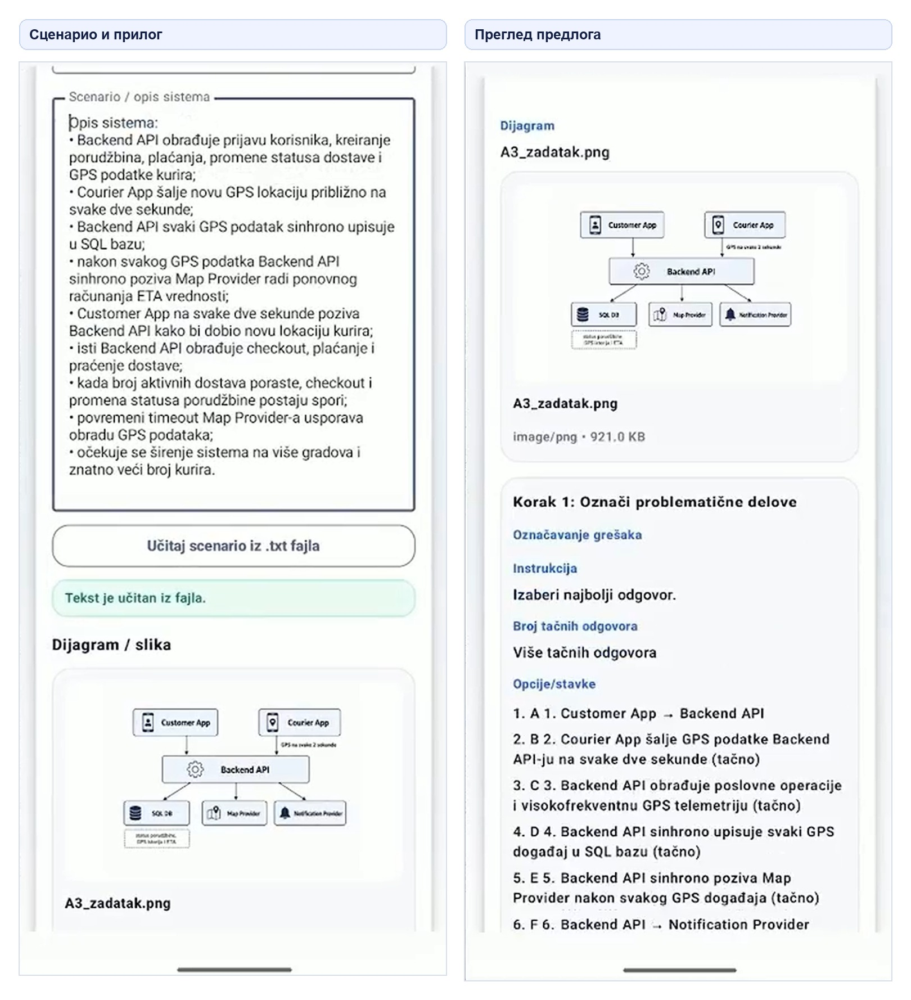 Сценарио и прилог
Scenario / opis sistema
Opis sistema:
• Backend API obrađuje prijavu korisnika, kreiranje
porudžbina, plaćanja, promene statusa dostave i
GPS podatke kurira;
• Courier App šalje novu GPS lokaciju približno na
svake dve sekunde;
• Backend API svaki GPS podatak sinhrono upisuje
u SQL bazu;
• nakon svakog GPS podatka Backend API
sinhrono poziva Map Provider radi ponovnog
računanja ETA vrednosti;
• Customer App na svake dve sekunde poziva
Backend API kako bi dobio novu lokaciju kurira;
• isti Backend API obrađuje checkout, plaćanje i
praćenje dostave;
• kada broj aktivnih dostava poraste, checkout i
promena statusa porudžbine postaju spori;
• povremeni timeout Map Provider-a usporava
obradu GPS podataka;
• očekuje se širenje sistema na više gradova i
znatno veći broj kurira.
Učitaj scenario iz .txt fajla
Tekst je učitan iz fajla.
Dijagram / slika
Customer App
Courier App
GPS na svake 2 sekunde
Backend API
SQL DB
Map Provider
Notification Provider
status porudžbine,
GPS istorija i ETA
A3_zadatak.png
Преглед предлога
Dijagram
A3_zadatak.png
Customer App
Courier App
GPS na svake 2 sekunde
Backend API
SQL DB
Map Provider
Notification Provider
status porudžbine,
GPS istorija i ETA
A3_zadatak.png
image/png • 921.0 KB
Korak 1: Označi problematične delove
Označavanje grešaka
Instrukcija
Izaberi najbolji odgovor.
Broj tačnih odgovora
Više tačnih odgovora
Opcije/stavke
1. A 1. Customer App → Backend API
2. B 2. Courier App šalje GPS podatke Backend
API-ju na svake dve sekunde (tačno)
3. C 3. Backend API obrađuje poslovne operacije
i visokofrekventnu GPS telemetriju (tačno)
4. D 4. Backend API sinhrono upisuje svaki GPS
događaj u SQL bazu (tačno)
5. E 5. Backend API sinhrono poziva Map
Provider nakon svakog GPS događaja (tačno)
6. F 6. Backend API → Notification Provider